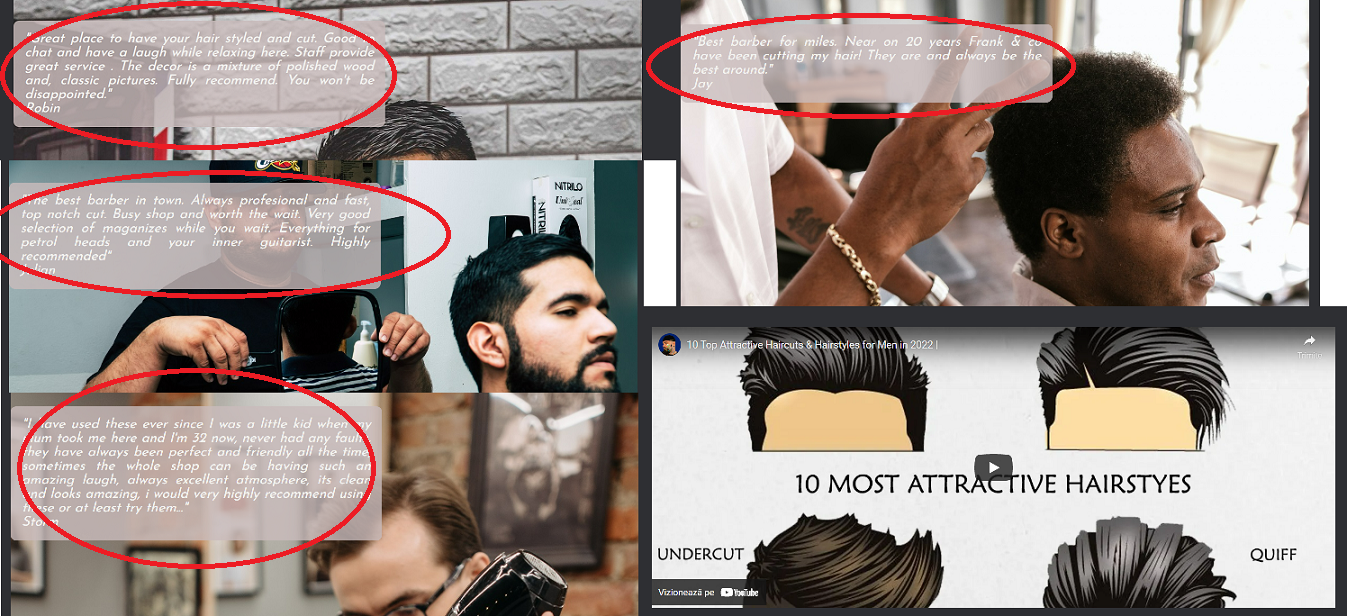 "Great place to have your hair styled and cut. Good to
chat and have a laugh while relaxing here. Staff provide
great service . The decor is a mixture of polished wood
and, classic pictures. Fully recommend. You won't be
disappointed."
Robin
"Best barber for miles. Near on 20 years Frank & co
have been cutting my hair! They are and always be the
best around."
Jay
"The best barber in town. Always profesional and fast,
top notch cut. Busy shop and worth the wait. Very good
selection of maganizes while you wait. Everything for
petrol heads and your inner guitarist. Highly
recommended"
Julian
NITRILO
"I have used these ever since I was a little kid when my
mum took me here and I'm 32 now, never had any fault,
they have always been perfect and friendly all the time,
sometimes the whole shop can be having such an
amazing laugh, always excellent atmosphere, its clean
and looks amazing, i would very highly recommend using
these or at least try them..."
Storm
10 Top Attractive Haircuts & Hairstyles for Men in 2022 |
Trimiteți
10 MOST ATTRACTIVE HAIRSTYES
UNDERCUT
QUIFF
Vizionează pe YouTube